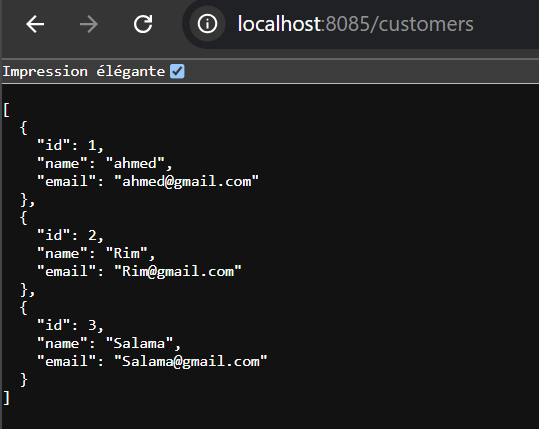 localhost:8085/customers
Impression élégante
[
  {
    "id": 1,
    "name": "ahmed",
    "email": "ahmed@gmail.com"
  },
  {
    "id": 2,
    "name": "Rim",
    "email": "Rim@gmail.com"
  },
  {
    "id": 3,
    "name": "Salama",
    "email": "Salama@gmail.com"
  }
]